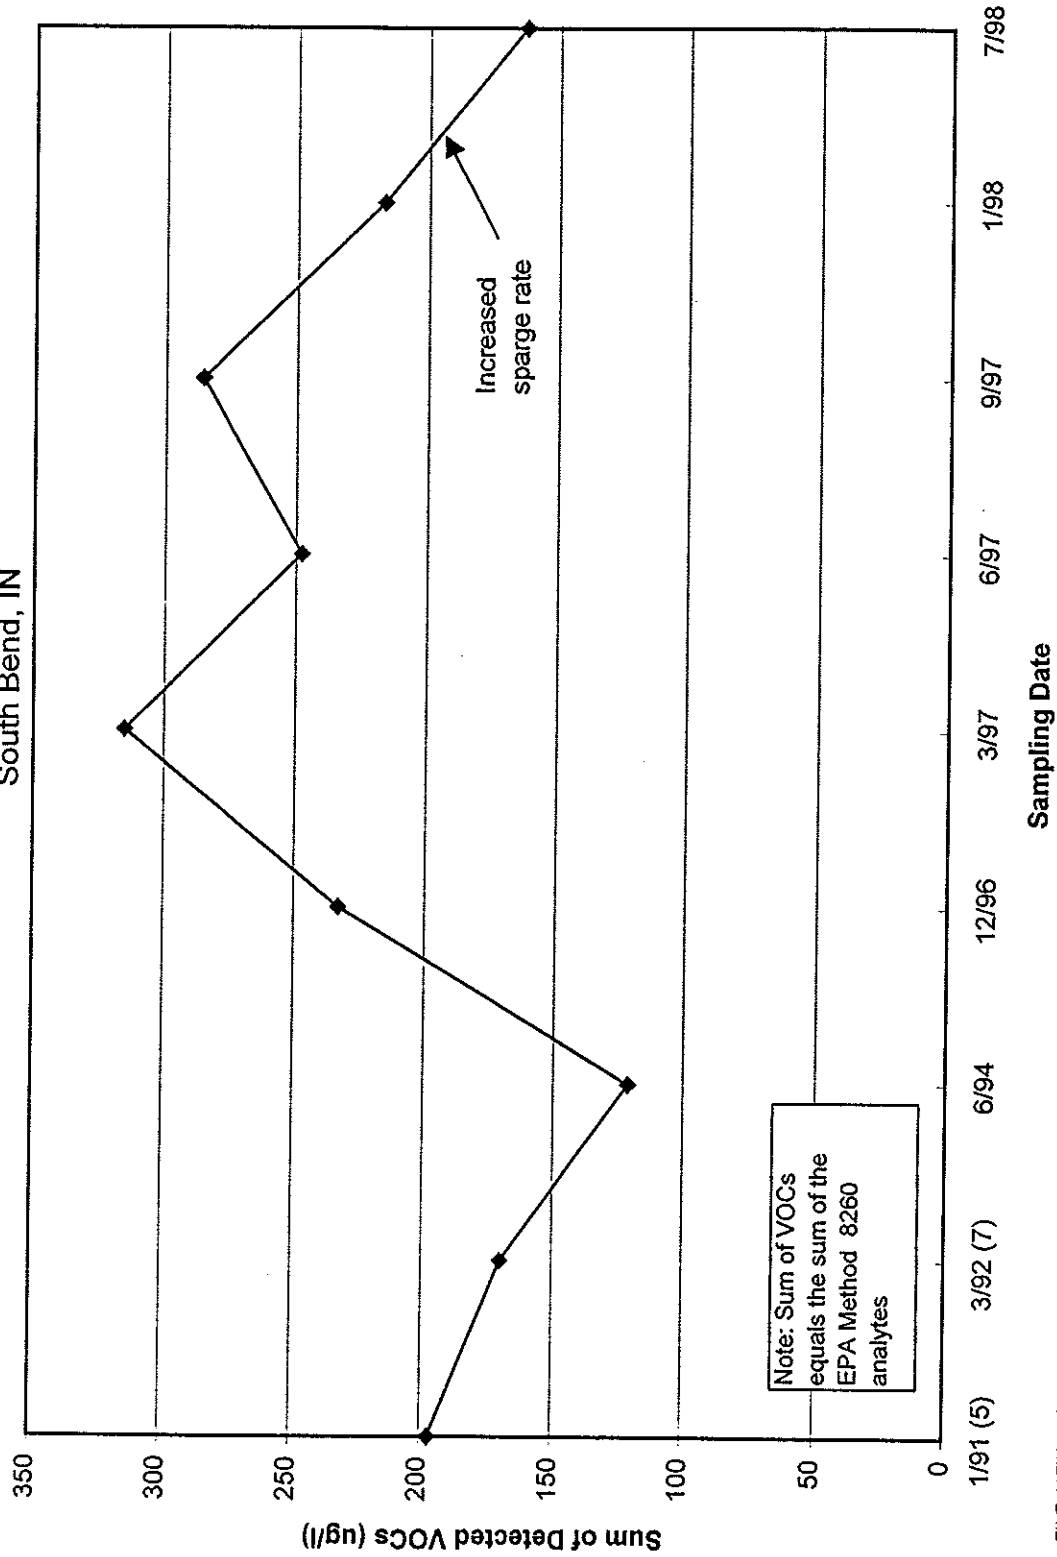 South Bend, IN
350
300
250
200
150
100
50
0
Sum of Detected VOCs (ug/l)
Increased
sparge rate
Note: Sum of VOCs
equals the sum of the
EPA Method 8260
analytes
1/91 (5)
3/92 (7)
6/94
12/96
3/97
6/97
9/97
1/98
7/98
Sampling Date